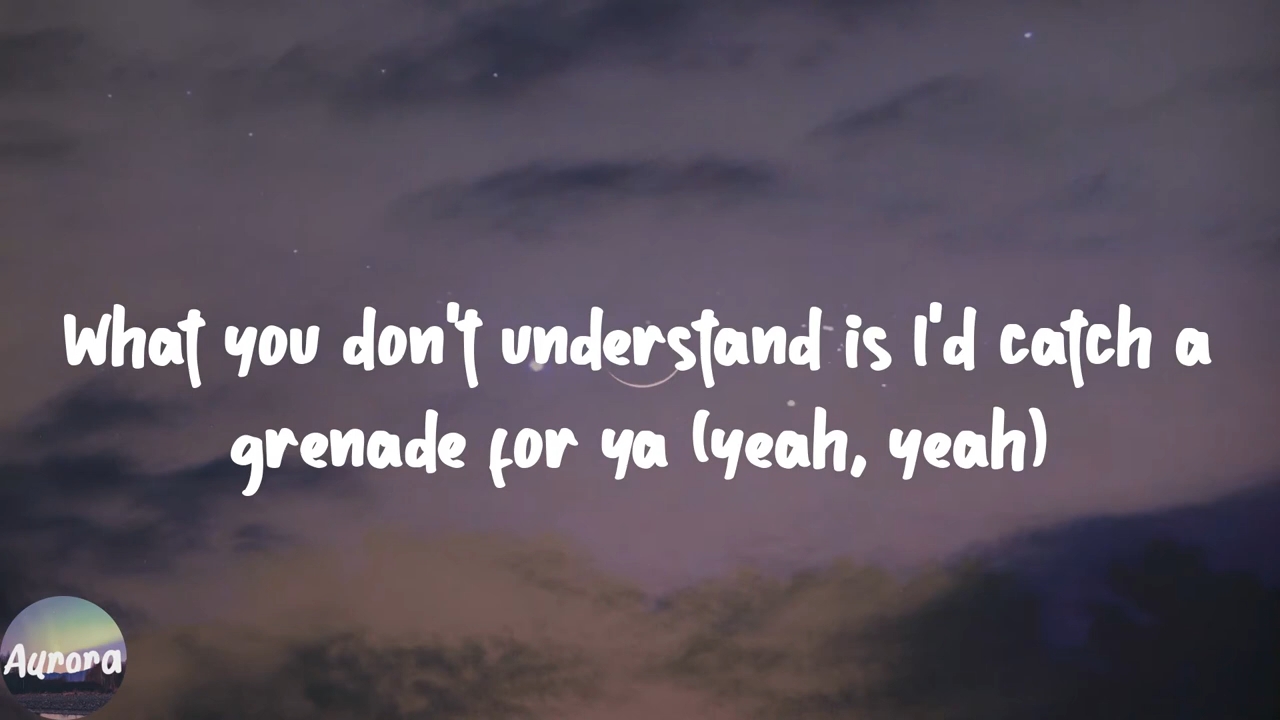 What you don't understand is I'd catch a
grenade for ya (yeah, yeah)
Aurora